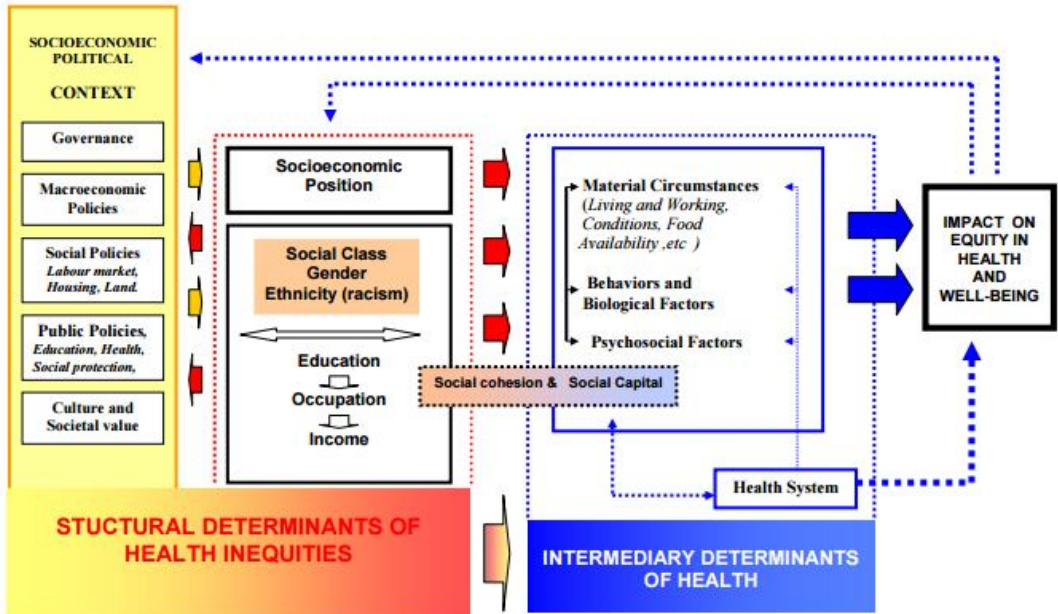 SOCIOECONOMIC
POLITICAL
CONTEXT
Governance
Macroeconomic
Policies
Social Policies
Labour market,
Housing, Land.
Public Policies,
Education, Health,
Social protection,
Culture and
Societal value
Socioeconomic
Position
Social Class
Gender
Ethnicity (racism)
Education
Occupation
Income
Social cohesion & Social Capital
Material Circumstances
(Living and Working,
Conditions, Food
Availability ,etc )
Behaviors and
Biological Factors
Psychosocial Factors
Health System
IMPACT ON
EQUITY IN
HEALTH
AND
WELL-BEING
STUCTURAL DETERMINANTS OF
HEALTH INEQUITIES
INTERMEDIARY DETERMINANTS
OF HEALTH